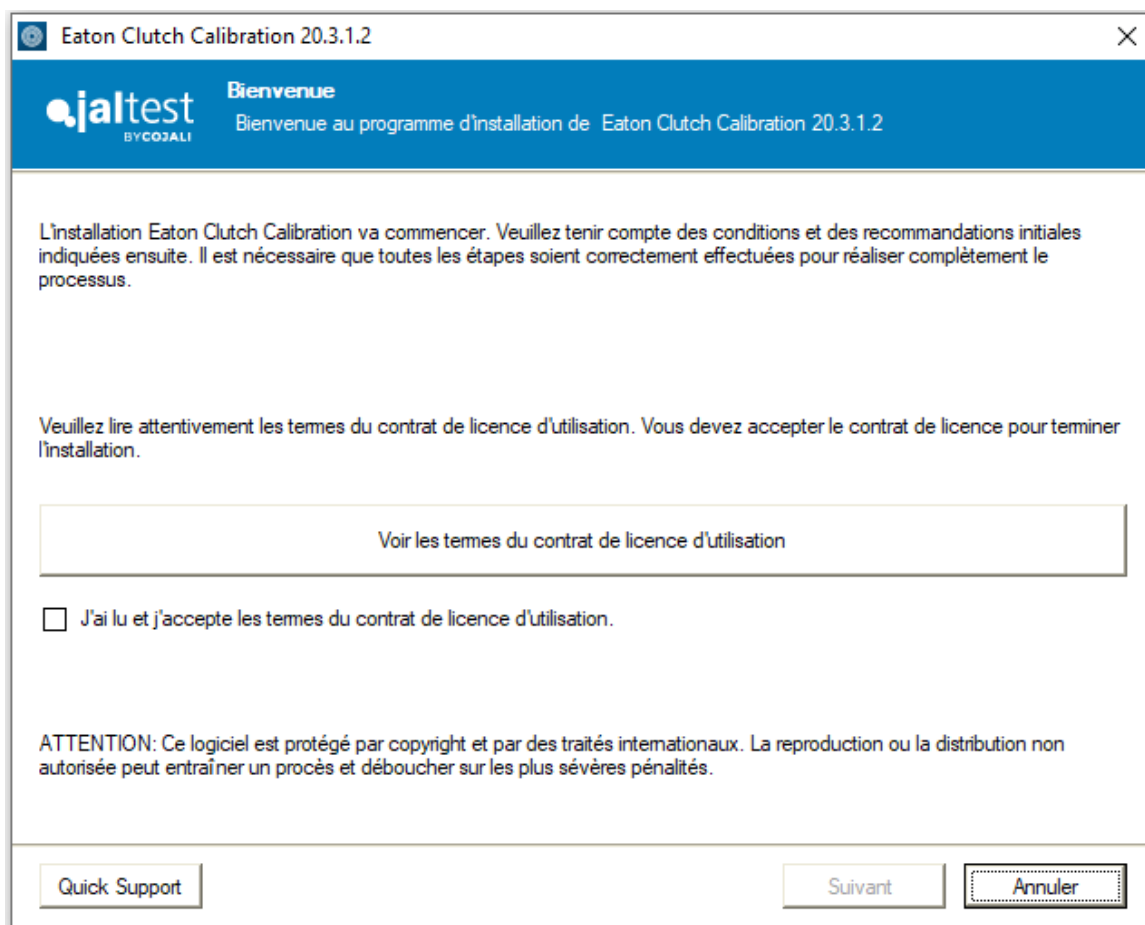 Eaton Clutch Calibration 20.3.1.2
jaltest
BY COJALI
Bienvenue
Bienvenue au programme d'installation de Eaton Clutch Calibration 20.3.1.2
L'installation Eaton Clutch Calibration va commencer. Veuillez tenir compte des conditions et des recommandations initiales
indiquées ensuite. Il est nécessaire que toutes les étapes soient correctement effectuées pour réaliser complètement le
processus.
Veuillez lire attentivement les termes du contrat de licence d'utilisation. Vous devez accepter le contrat de licence pour terminer
l'installation.
Voir les termes du contrat de licence d'utilisation
J'ai lu et j'accepte les termes du contrat de licence d'utilisation.
ATTENTION: Ce logiciel est protégé par copyright et par des traités internationaux. La reproduction ou la distribution non
autorisée peut entraîner un procès et déboucher sur les plus sévères pénalités.
Quick Support
Suivant
Annuler